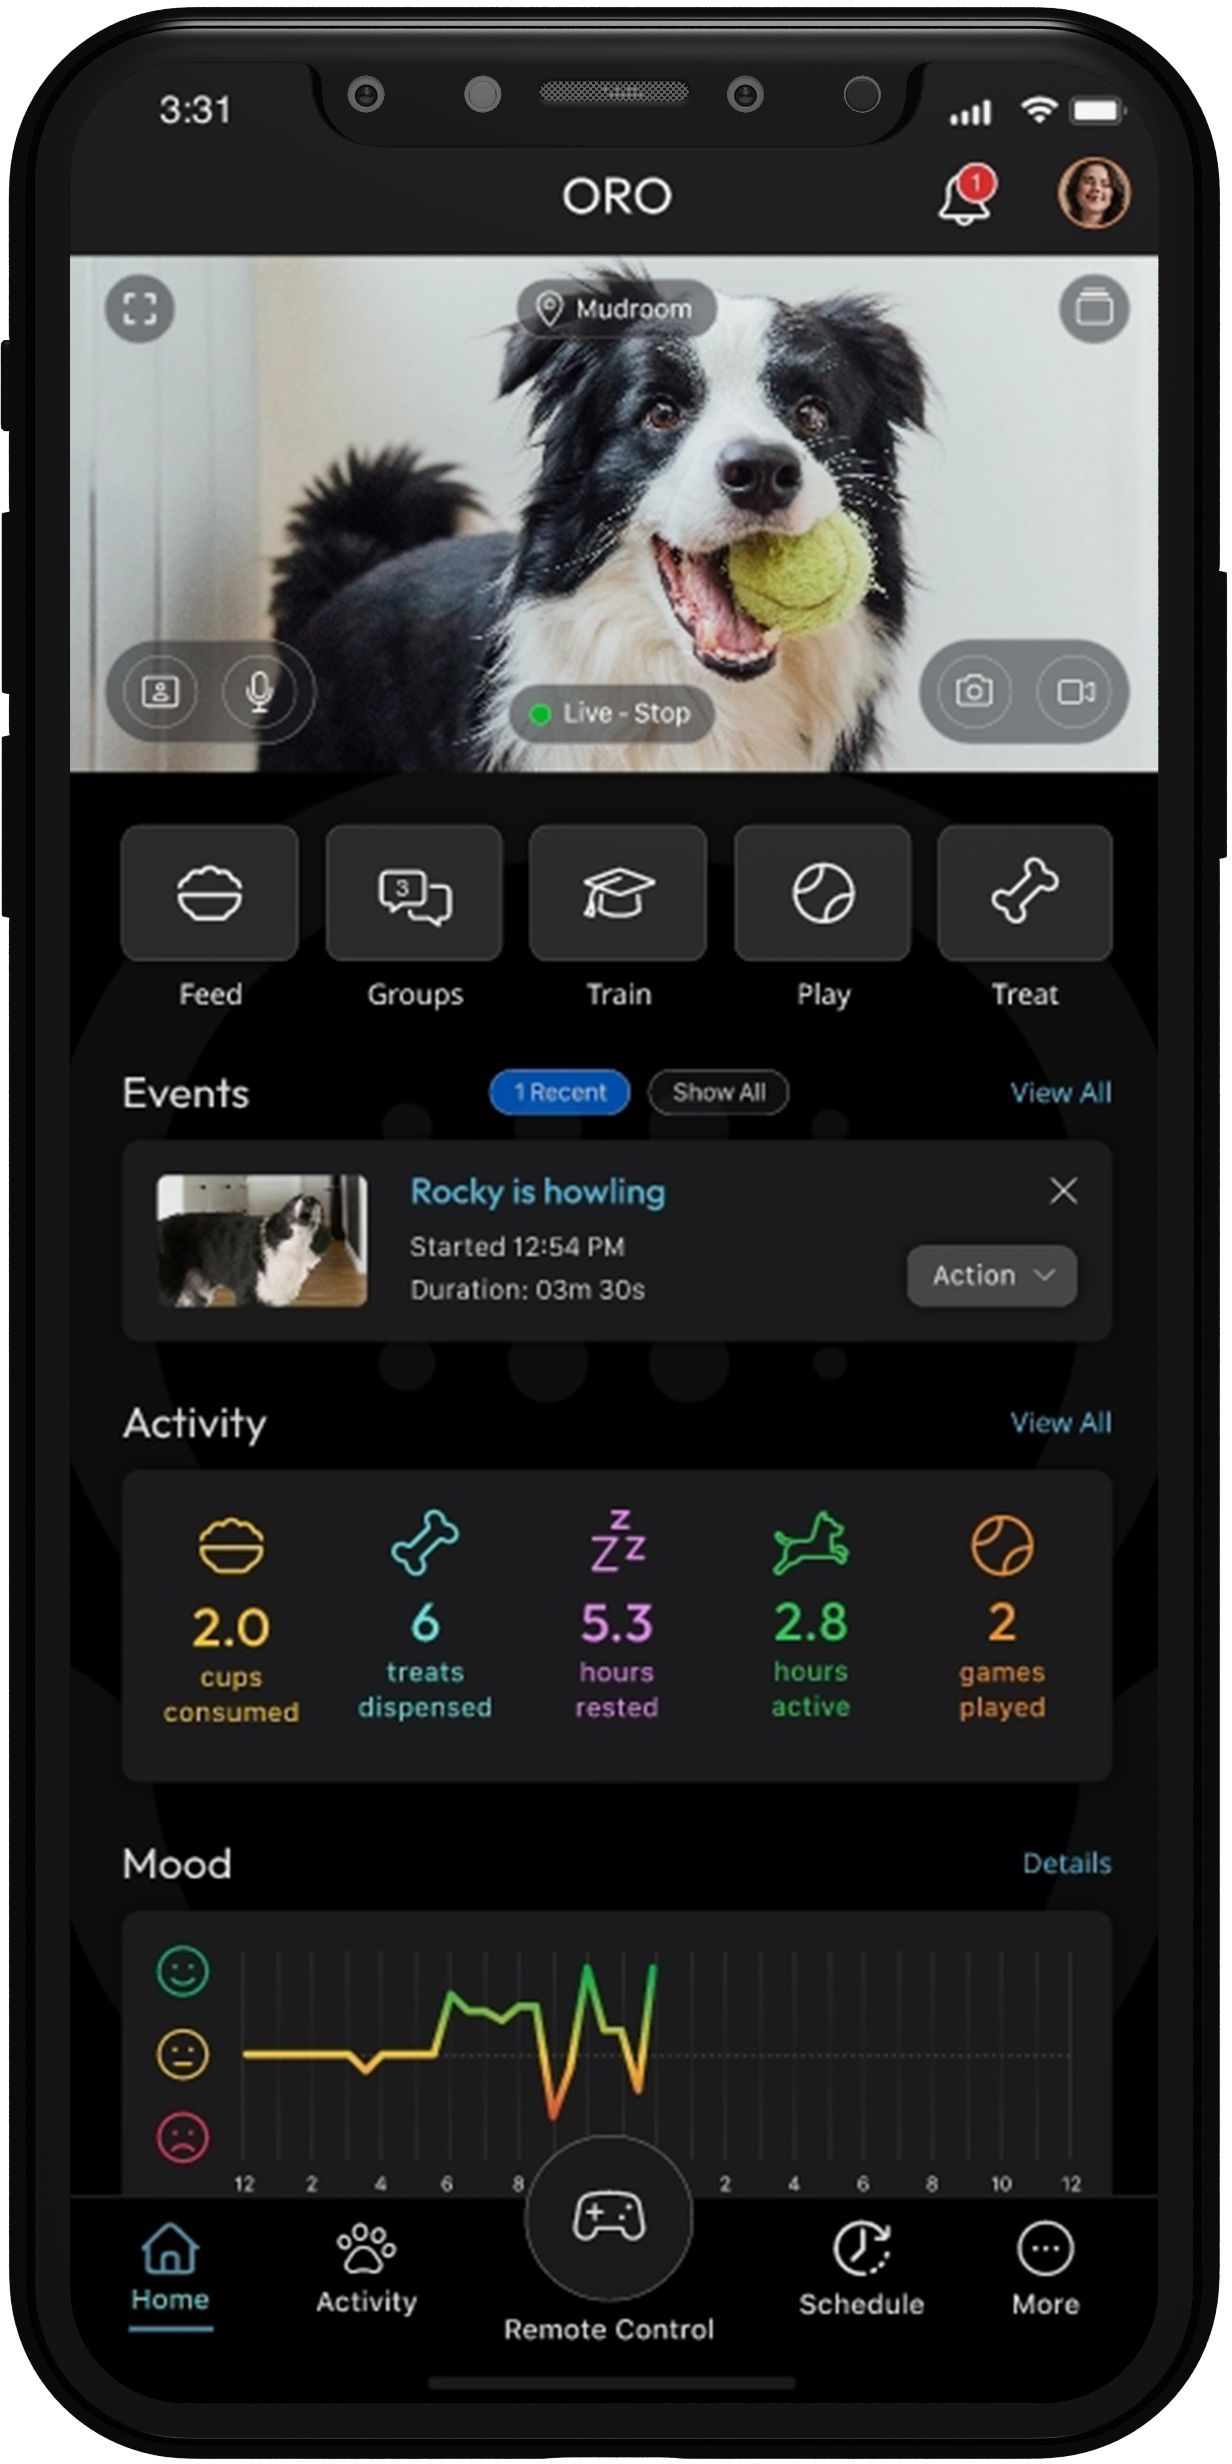 3:31
ORO
1
Mudroom
Live - Stop
3
Feed
Groups
Train
Play
Treat
Events
1 Recent
Show All
View All
Rocky is howling
Started 12:54 PM
Duration: 03m 30s
Action
Activity
View All
z
Z z
2.0
6
5.3
2.8
2
cups
treats
hours
hours
games
consumed
dispensed
rested
active
played
Mood
Details
12 2 4 6 8 2 4 6 8 10 12
Home
Activity
Remote Control
Schedule
More